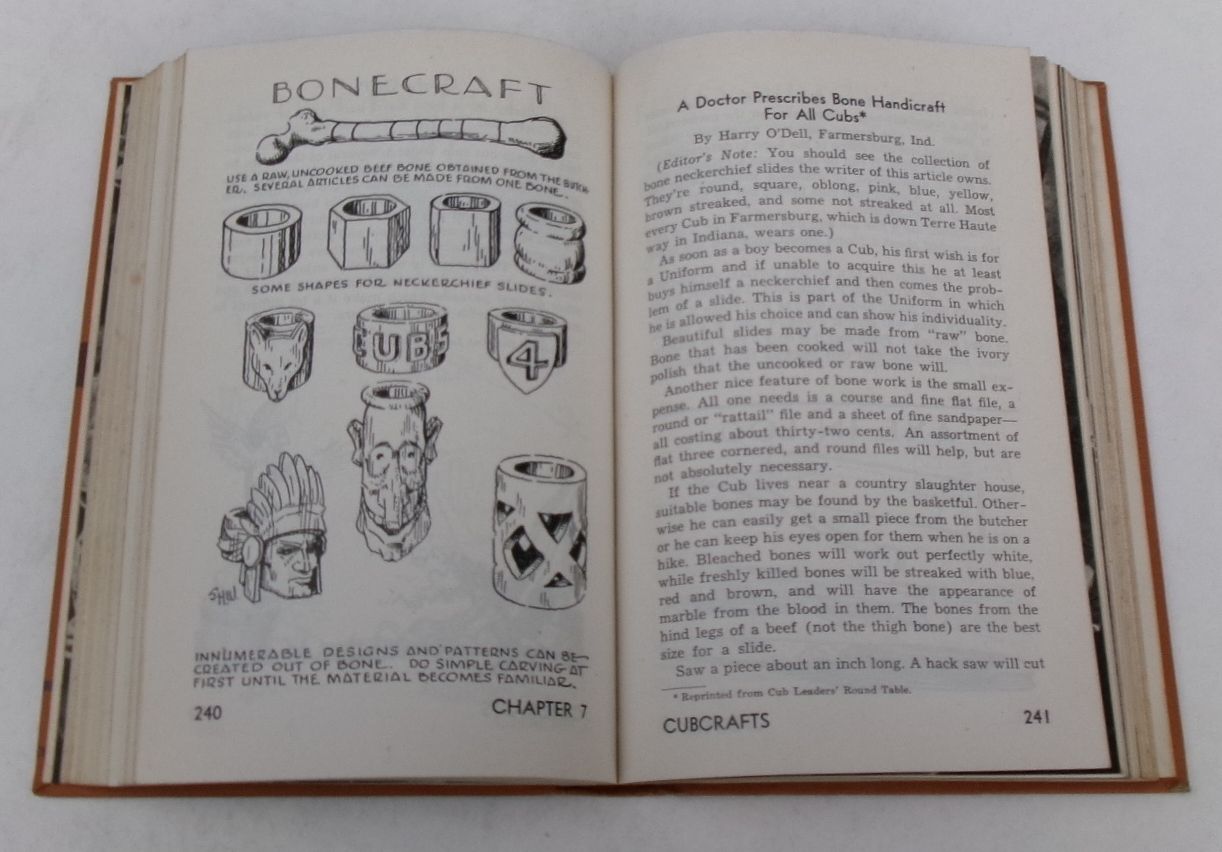 BONECRAFT
USE A RAW, UNCOOKED BEEF BONE OBTAINED FROM THE BUTCH-
ER. SEVERAL ARTICLES CAN BE MADE FROM ONE BONE.
SOME SHAPES FOR NECKERCHIEF SLIDES.
UB
4
INNUMERABLE DESIGNS AND PATTERNS CAN BE
CREATED OUT OF BONE. DO SIMPLE CARVING AT
FIRST UNTIL THE MATERIAL BECOMES FAMILIAR.
240
CHAPTER 7
A Doctor Prescribes Bone Handicraft
For All Cubs*
By Harry O'Dell, Farmersburg, Ind.
(Editor's Note: You should see the collection of
bone neckerchief slides the writer of this article owns.
They're round, square, oblong, pink, blue, yellow,
brown streaked, and some not streaked at all. Most
every Cub in Farmersburg, which is down Terre Haute
way in Indiana, wears one.)
As soon as a boy becomes a Cub, his first wish is for
a Uniform and if unable to acquire this he at least
buys himself a neckerchief and then comes the prob-
lem of a slide. This is part of the Uniform in which
he is allowed his choice and can show his individuality.
Beautiful slides may be made from "raw" bone.
Bone that has been cooked will not take the ivory
polish that the uncooked or raw bone will.
Another nice feature of bone work is the small ex-
pense. All one needs is a course and fine flat file, a
round or "rattail" file and a sheet of fine sandpaper—
all costing about thirty-two cents. An assortment of
flat three cornered, and round files will help, but are
not absolutely necessary.
If the Cub lives near a country slaughter house,
suitable bones may be found by the basketful. Other-
wise he can easily get a small piece from the butcher
or he can keep his eyes open for them when he is on a
hike. Bleached bones will work out perfectly white,
while freshly killed bones will be streaked with blue,
red and brown, and will have the appearance of
marble from the blood in them. The bones from the
hind legs of a beef (not the thigh bone) are the best
size for a slide.
Saw a piece about an inch long. A hack saw will cut
* Reprinted from Cub Leaders' Round Table.
CUBCRAFTS
241